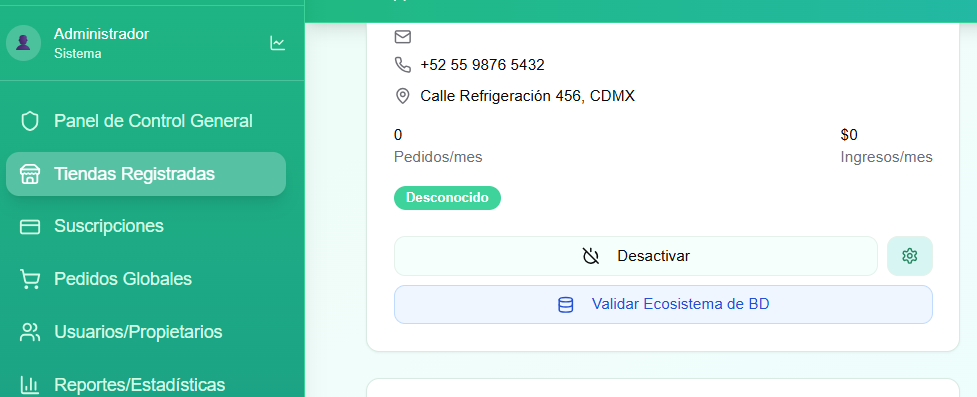 Administrador
Sistema
Panel de Control General
Tiendas Registradas
Suscripciones
Pedidos Globales
Usuarios/Propietarios
Reportes/Estadísticas
+52 55 9876 5432
Calle Refrigeración 456, CDMX
0
Pedidos/mes
$0
Ingresos/mes
Desconocido
Desactivar
Validar Ecosistema de BD